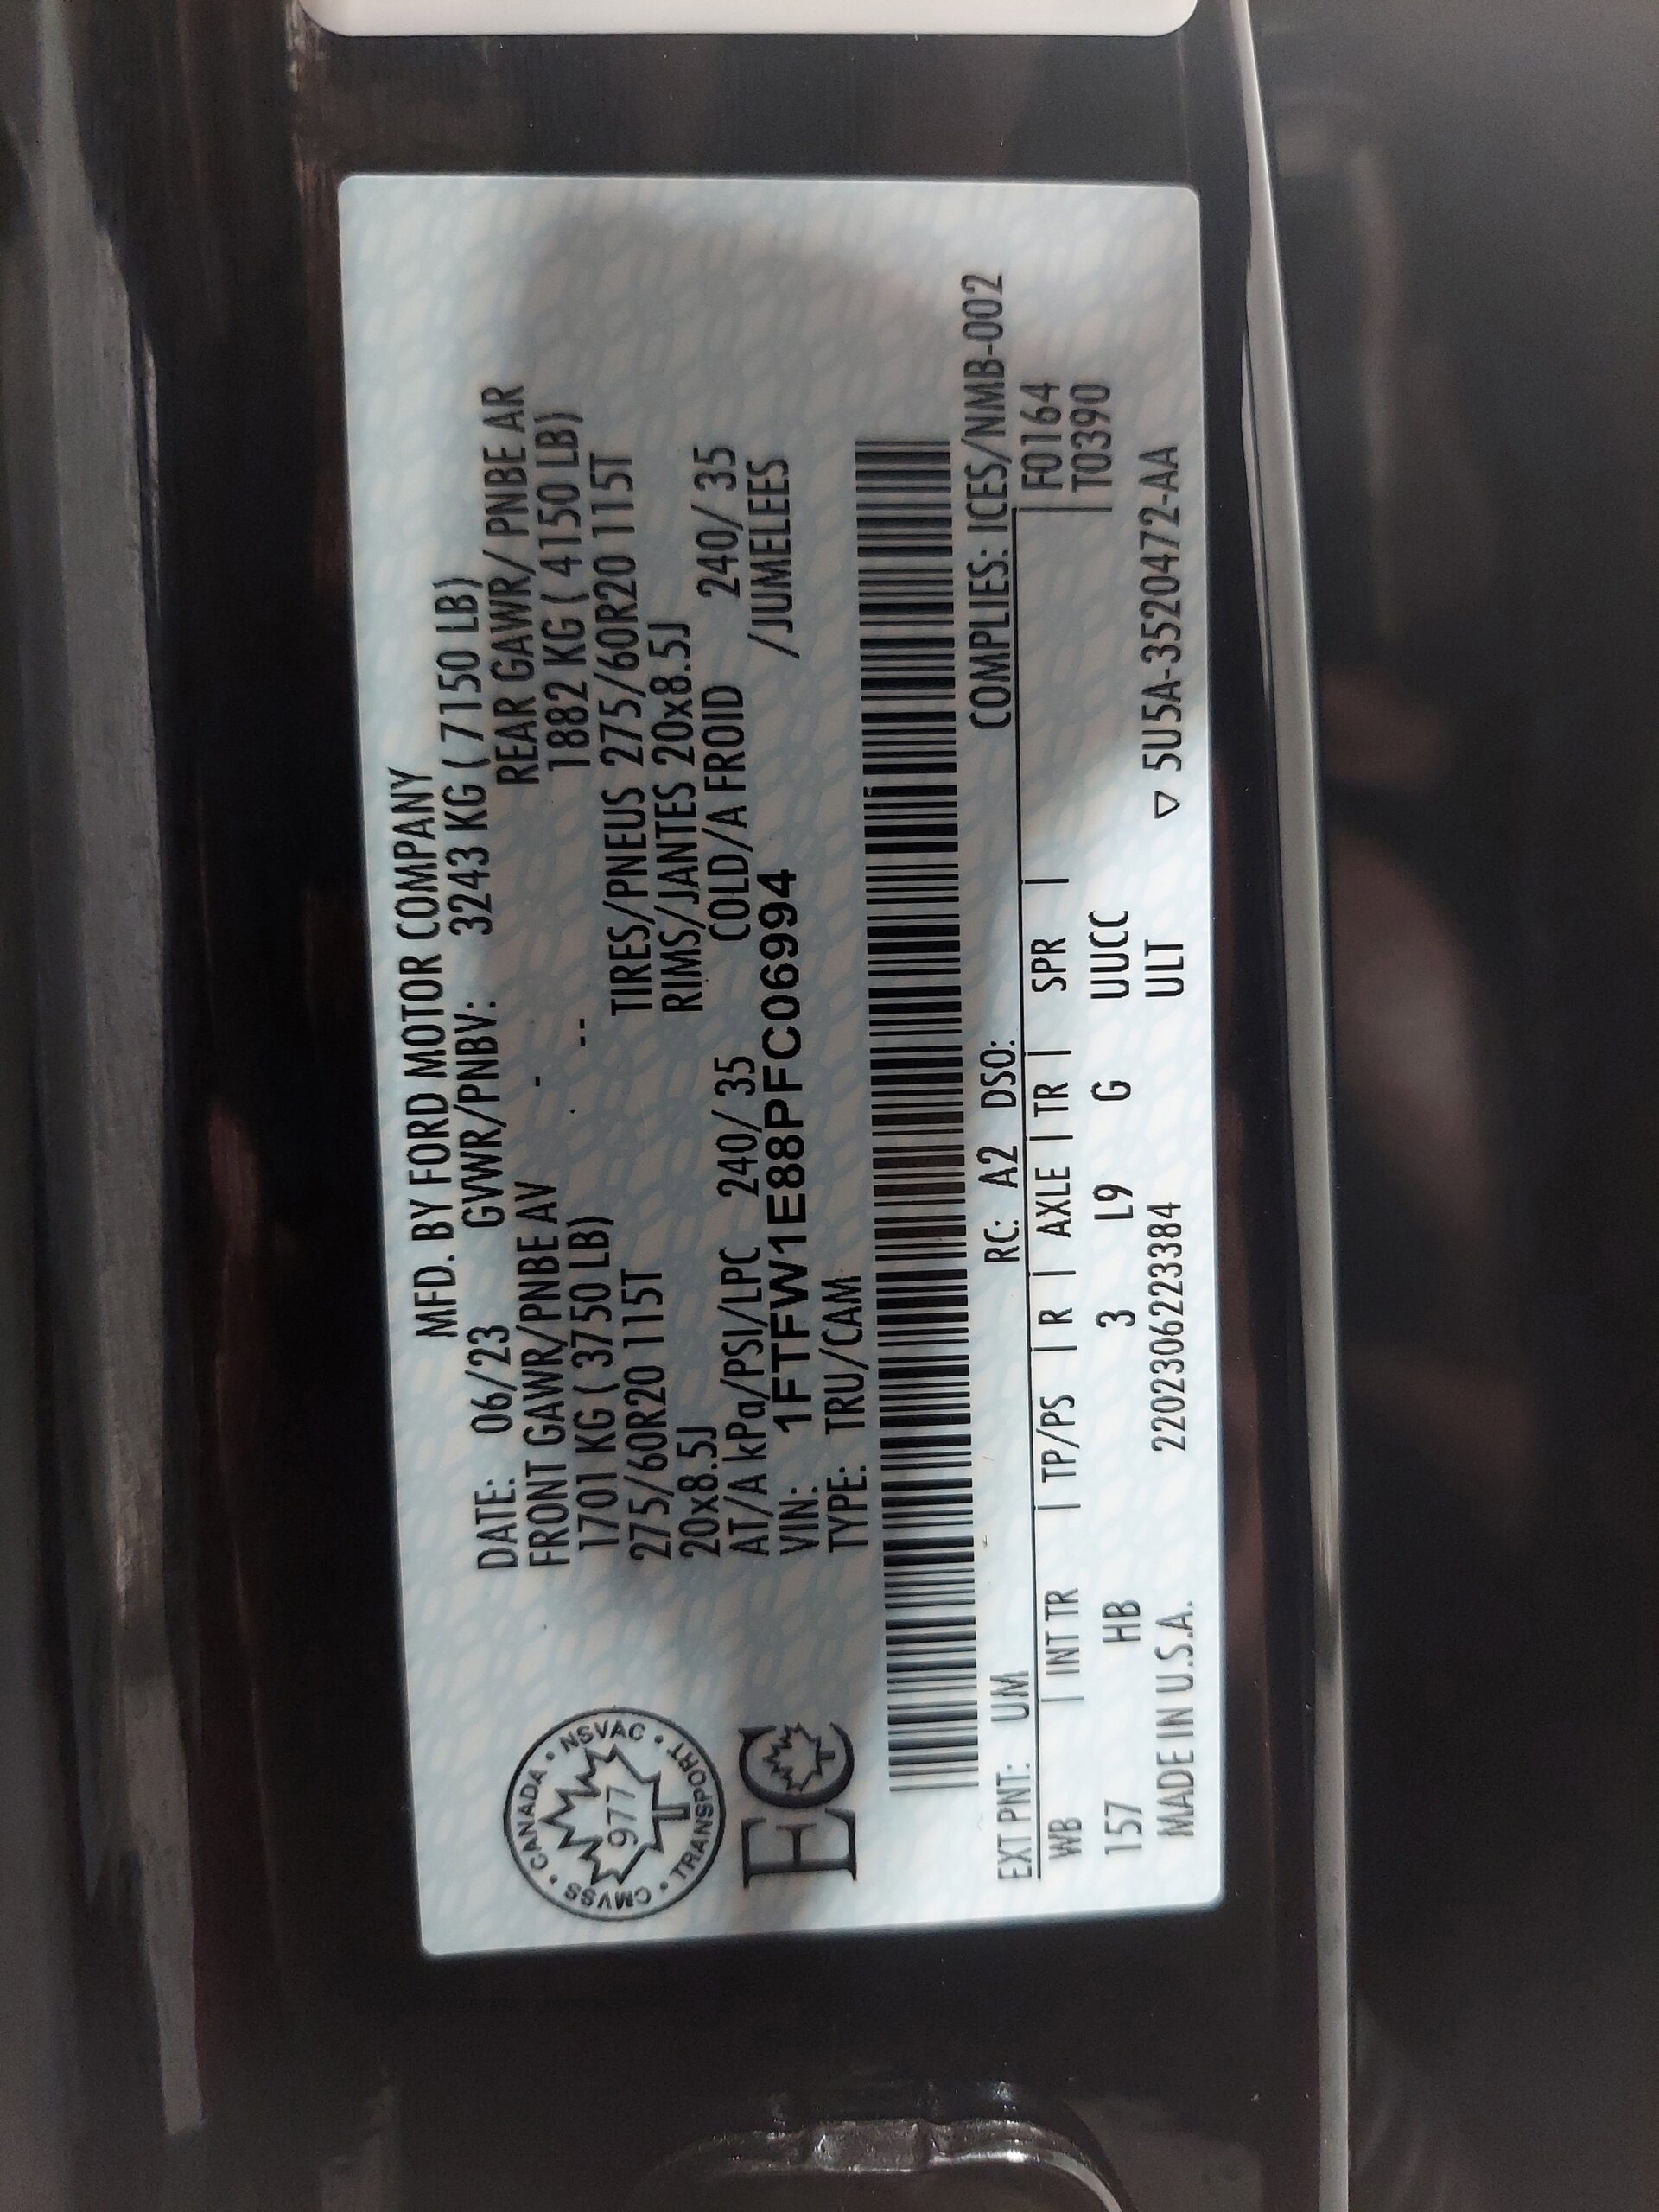 MFD. BY FORD MOTOR COMPANY
DATE: 06/23 GVWR/PNBV: 3243 KG ( 7150 LB)
FRONT GAWR/PNBE AV - REAR GAWR/ PNBE AR
1701 KG ( 3750 LB) . -- 1882 KG ( 4150 LB)
275/60R20 115T TIRES/PNEUS 275/60R20 115T
20x8.5J RIMS/JANTES 20x8.5J
AT/A kPa/PSI/LPC 240/ 35 COLD/A FROID 240/ 35
VIN: 1FTFW1E88PFC06994 /JUMELEES
TYPE: TRU/CAM
CANADA • NSVAC • TRANSPORT • CMVSS •
977
EC
COMPLIES: ICES/NMB-002
EXT PNT: UM RC: A2 DSO: F0164
WB | INT TR | TP/PS | R | AXLE | TR | SPR | T0390
157 HB 3 L9 G UUCC
220230622223384 ULT
MADE IN U.S.A. ▽ 5U5A-3520472-AA